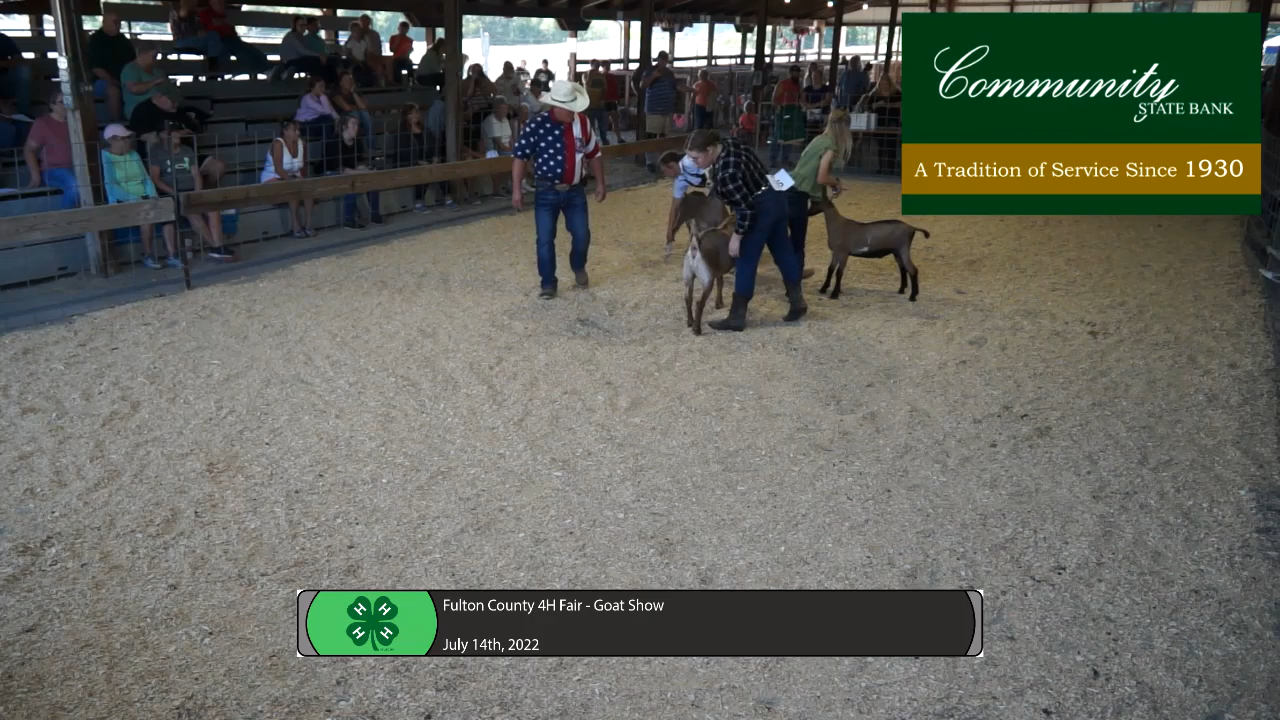 Community
STATE BANK
A Tradition of Service Since 1930
Fulton County 4H Fair - Goat Show
July 14th, 2022
H H
H H